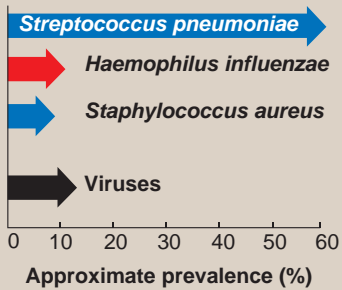 Streptococcus pneumoniae
Haemophilus influenzae
Staphylococcus aureus
Viruses
0 10 20 30 40 50 60
Approximate prevalence (%)